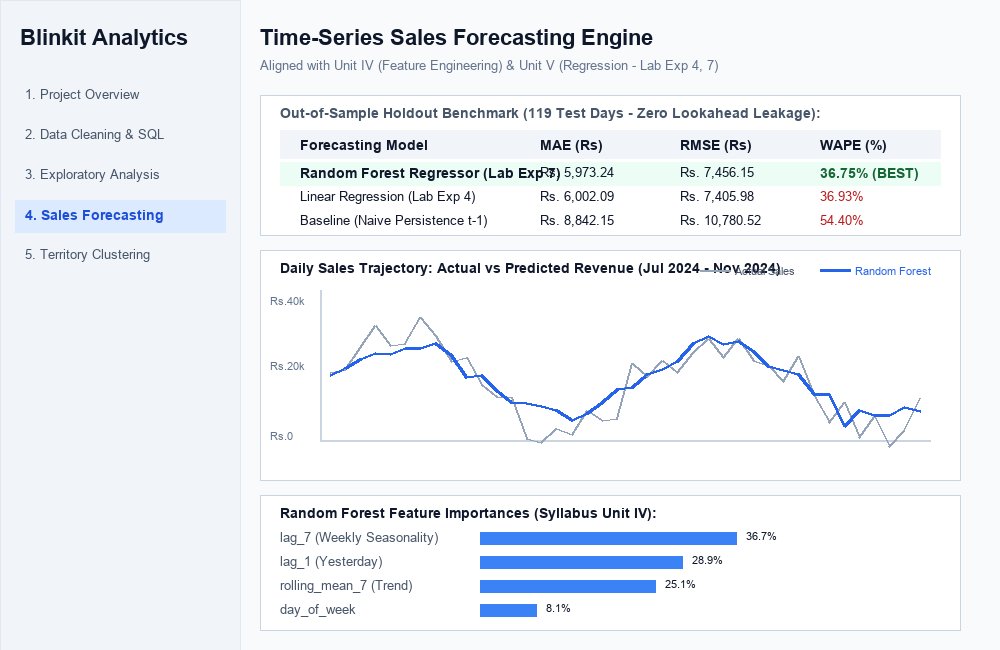 Blinkit Analytics
1. Project Overview
2. Data Cleaning & SQL
3. Exploratory Analysis
4. Sales Forecasting
5. Territory Clustering
Time-Series Sales Forecasting Engine
Aligned with Unit IV (Feature Engineering) & Unit V (Regression - Lab Exp 4, 7)
Out-of-Sample Holdout Benchmark (119 Test Days - Zero Lookahead Leakage):
Forecasting Model MAE (Rs) RMSE (Rs) WAPE (%)
Random Forest Regressor (Lab Exp 7) Rs. 5,973.24 Rs. 7,456.15 36.75% (BEST)
Linear Regression (Lab Exp 4) Rs. 6,002.09 Rs. 7,405.98 36.93%
Baseline (Naive Persistence t-1) Rs. 8,842.15 Rs. 10,780.52 54.40%
Daily Sales Trajectory: Actual vs Predicted Revenue (Jul 2024 - Nov 2024)
Actual Sales Random Forest
Rs.40k
Rs.20k
Rs.0
Random Forest Feature Importances (Syllabus Unit IV):
lag_7 (Weekly Seasonality) 36.7%
lag_1 (Yesterday) 28.9%
rolling_mean_7 (Trend) 25.1%
day_of_week 8.1%